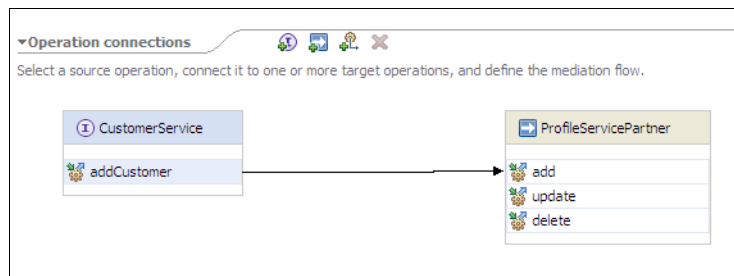 Operation connections
Select a source operation, connect it to one or more target operations, and define the mediation flow.
CustomerService
addCustomer
ProfileServicePartner
add
update
delete